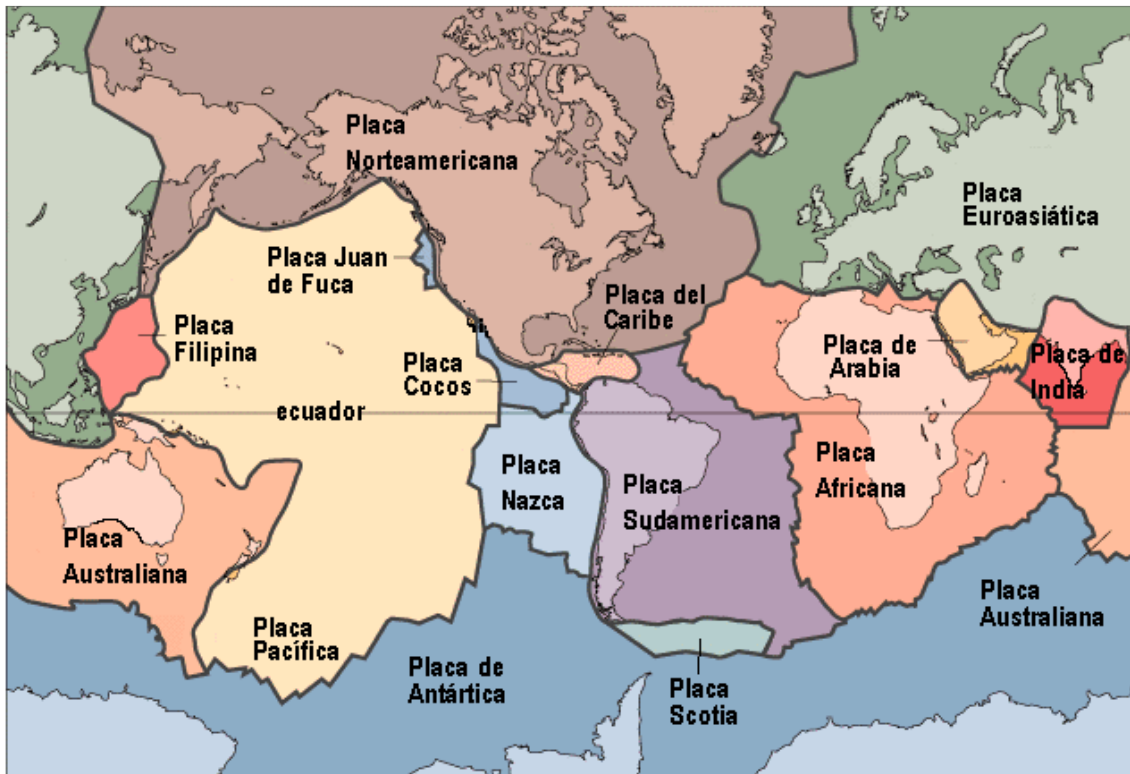 Placa
Norteamericana
Placa
Euroasiática
Placa Juan
de Fuca
Placa del
Caribe
Placa
Filipina
Placa de
Arabia
Placa de
India
Placa
Cocos
ecuador
Placa
Nazca
Placa
Sudamericana
Placa
Africana
Placa
Australiana
Placa
Australiana
Placa
Pacífica
Placa de
Antártica
Placa
Scotia